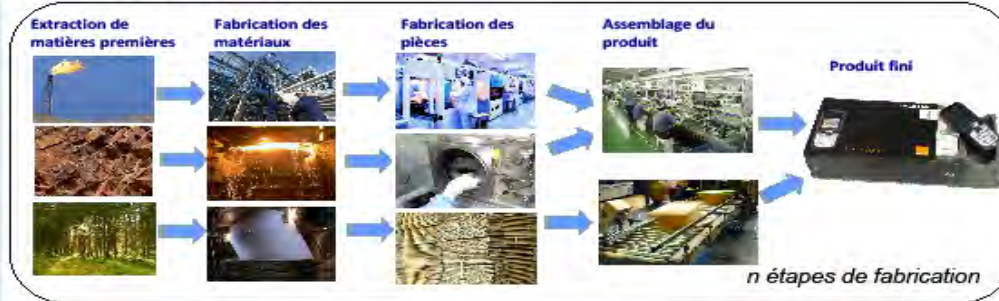 Extraction de
matières premières
Fabrication des
matériaux
Fabrication des
pièces
Assemblage du
produit
Produit fini
n étapes de fabrication